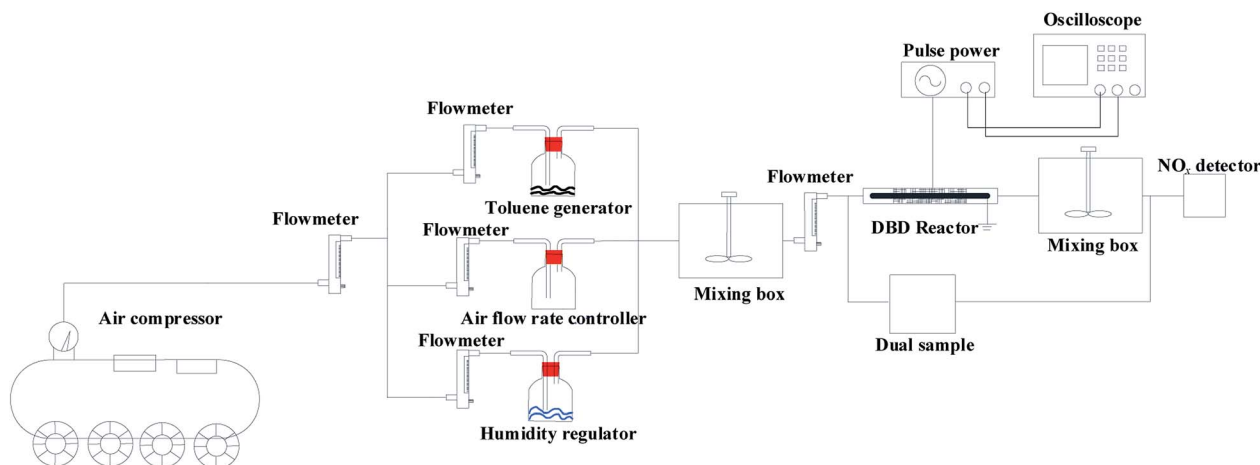 Oscilloscope
Pulse power
Flowmeter
NOx detector
Flowmeter
Toluene generator
Flowmeter
Flowmeter
DBD Reactor
Mixing box
Mixing box
Air compressor
Air flow rate controller
Dual sample
Flowmeter
Humidity regulator